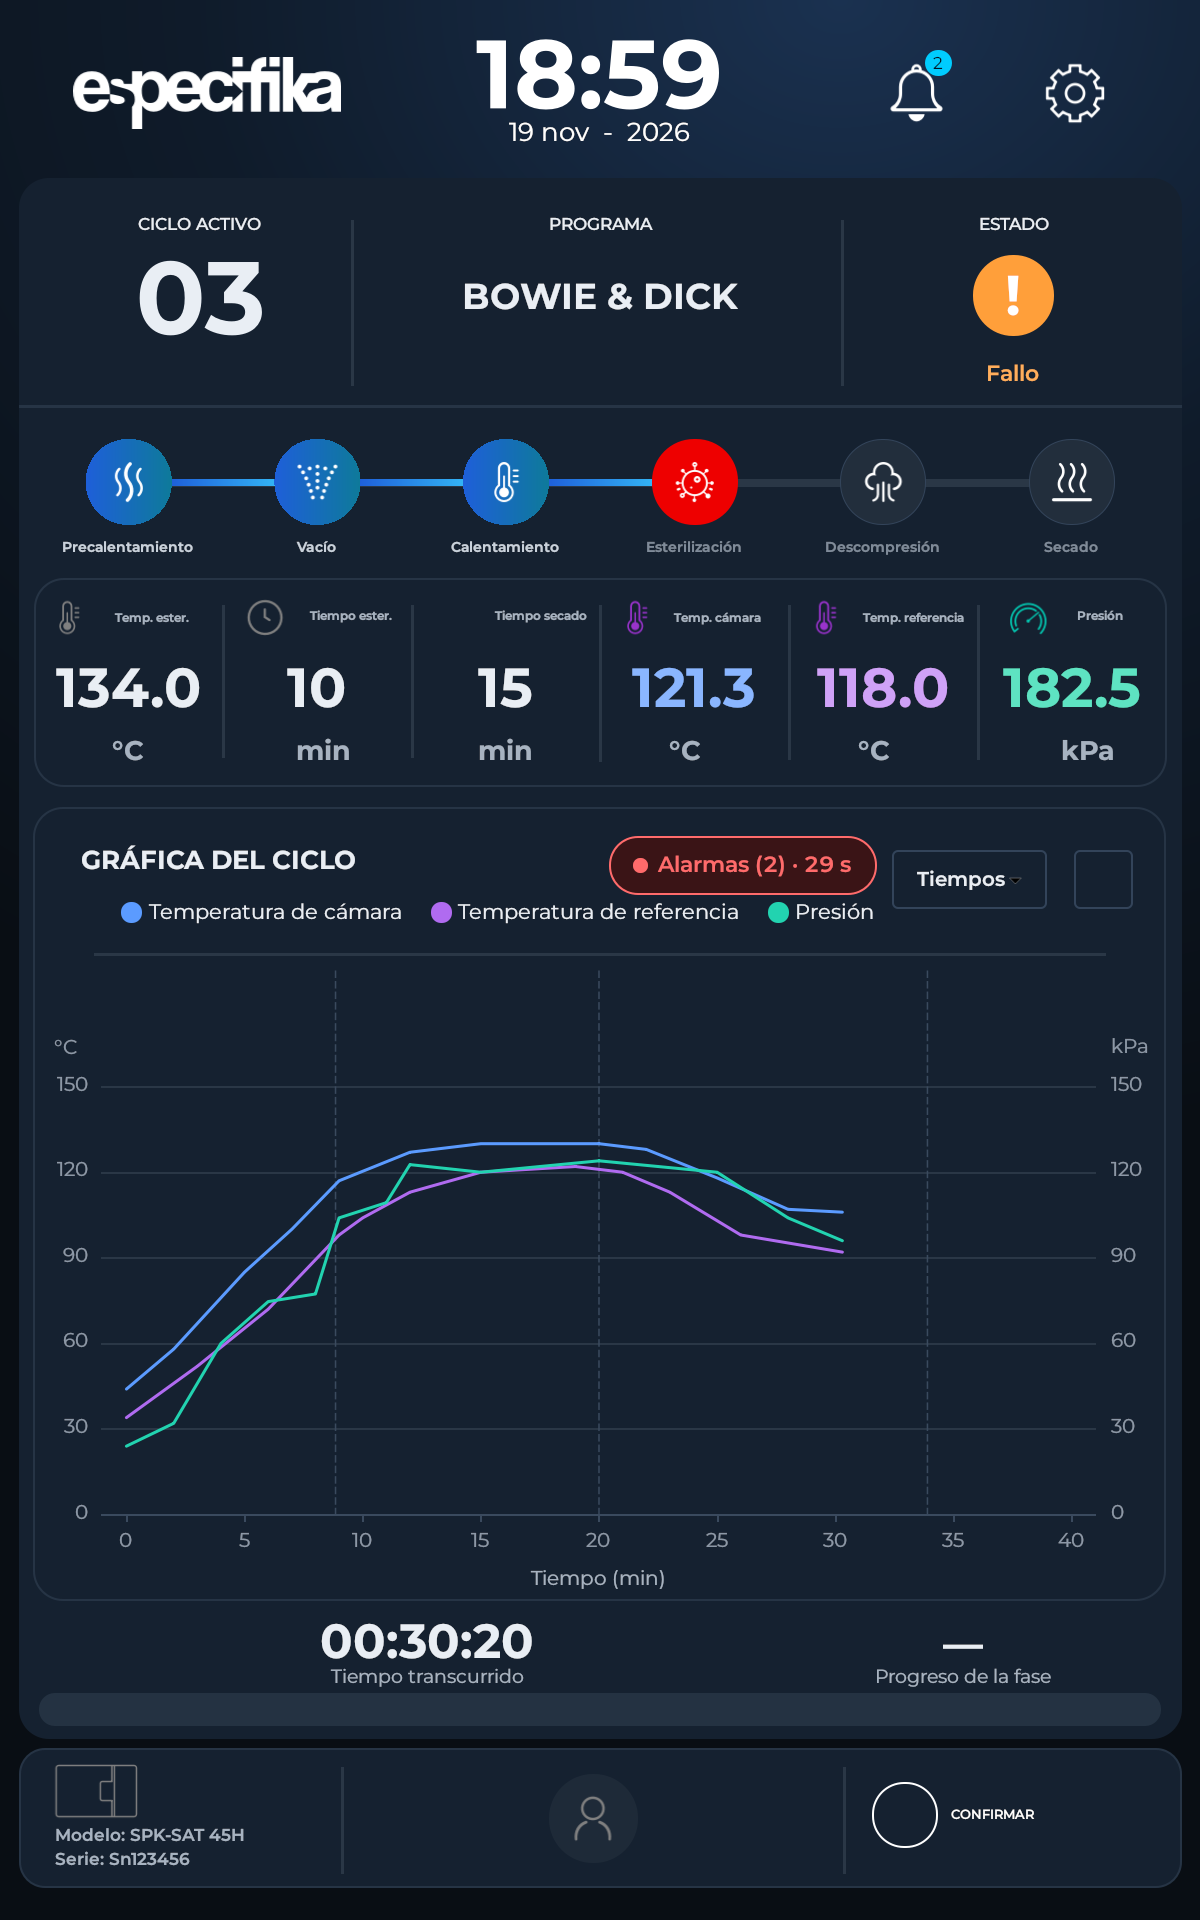 especifika
18:59
19 nov - 2026
2
CICLO ACTIVO
PROGRAMA
ESTADO
03
BOWIE & DICK
!
Fallo
Precalentamiento
Vacío
Calentamiento
Esterilización
Descompresión
Secado
Temp. ester.
Tiempo ester.
Tiempo secado
Temp. cámara
Temp. referencia
Presión
134.0
10
15
121.3
118.0
182.5
°C
min
min
°C
°C
kPa
GRÁFICA DEL CICLO
Alarmas (2) · 29 s
Tiempos
Temperatura de cámara
Temperatura de referencia
Presión
°C
kPa
150
150
120
120
90
90
60
60
30
30
0
0
0 5 10 15 20 25 30 35 40
Tiempo (min)
00:30:20
—
Tiempo transcurrido
Progreso de la fase
Modelo: SPK-SAT 45H
Serie: Sn123456
CONFIRMAR